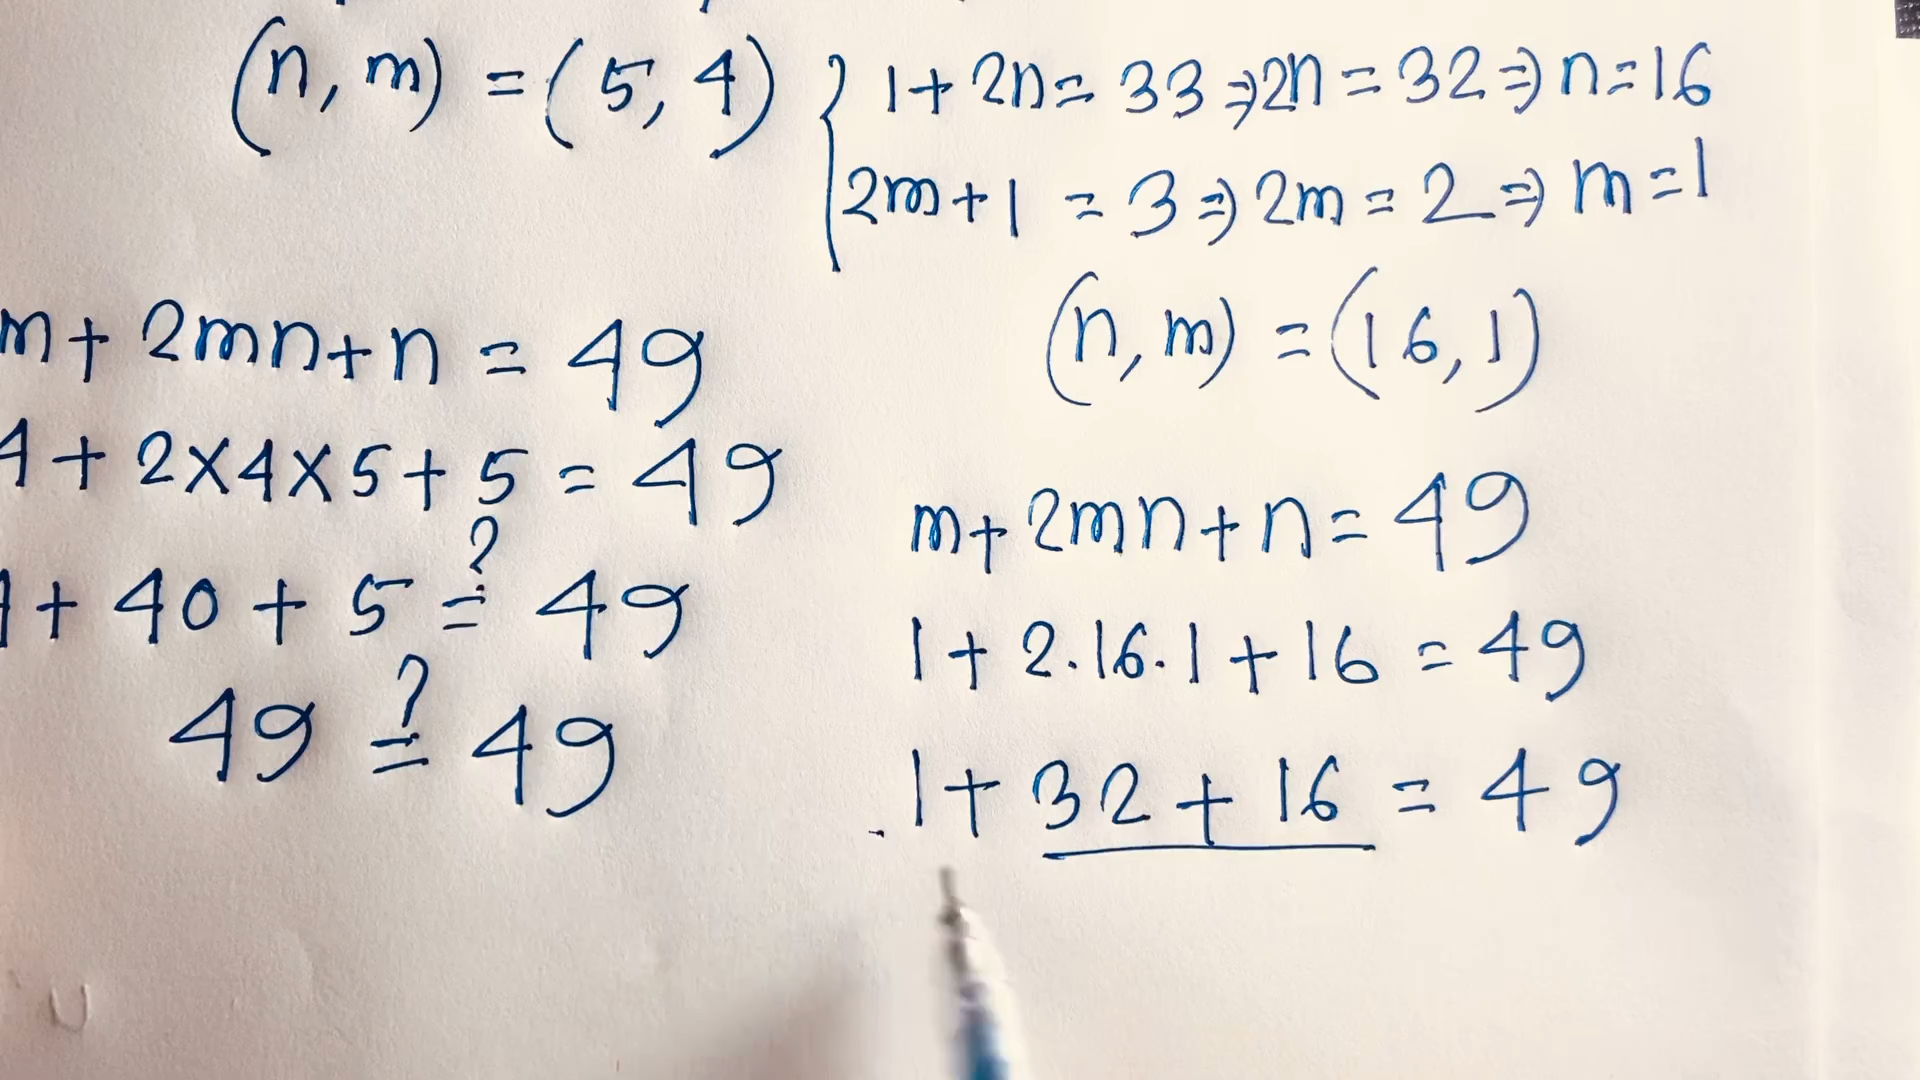 (n, m) = (5, 4)
1 + 2n = 33 ⇒ 2n = 32 ⇒ n = 16
2m + 1 = 3 ⇒ 2m = 2 ⇒ m = 1
(n, m) = (16, 1)
m + 2mn + n = 49
4 + 2×4×5 + 5 = 49
+ 40 + 5 ?= 49
49 ?= 49
m + 2mn + n = 49
1 + 2.16.1 + 16 = 49
1 + 32 + 16 = 49